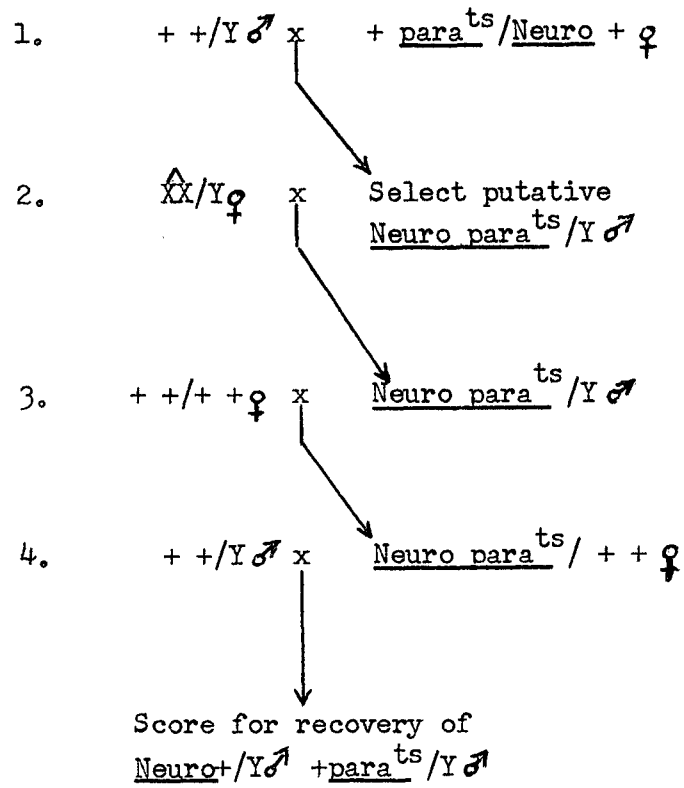 1. + +/Y ♂ x + para^ts/Neuro + ♀
2. X̂X/Y♀ x Select putative
Neuro para^ts/Y ♂
3. + +/+ +♀ x Neuro para^ts/Y ♂
4. + +/Y ♂ x Neuro para^ts/ + + ♀
Score for recovery of
Neuro+/Y♂ +para^ts/Y ♂